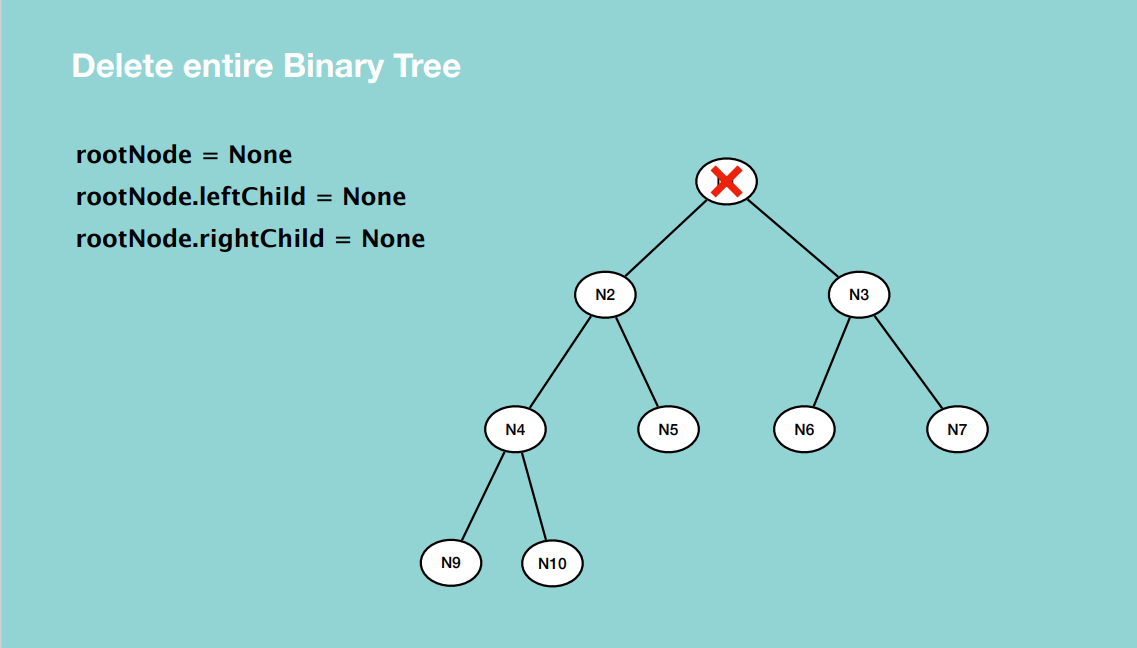 Delete entire Binary Tree
rootNode = None
rootNode.leftChild = None
rootNode.rightChild = None
N2
N3
N4
N5
N6
N7
N9
N10